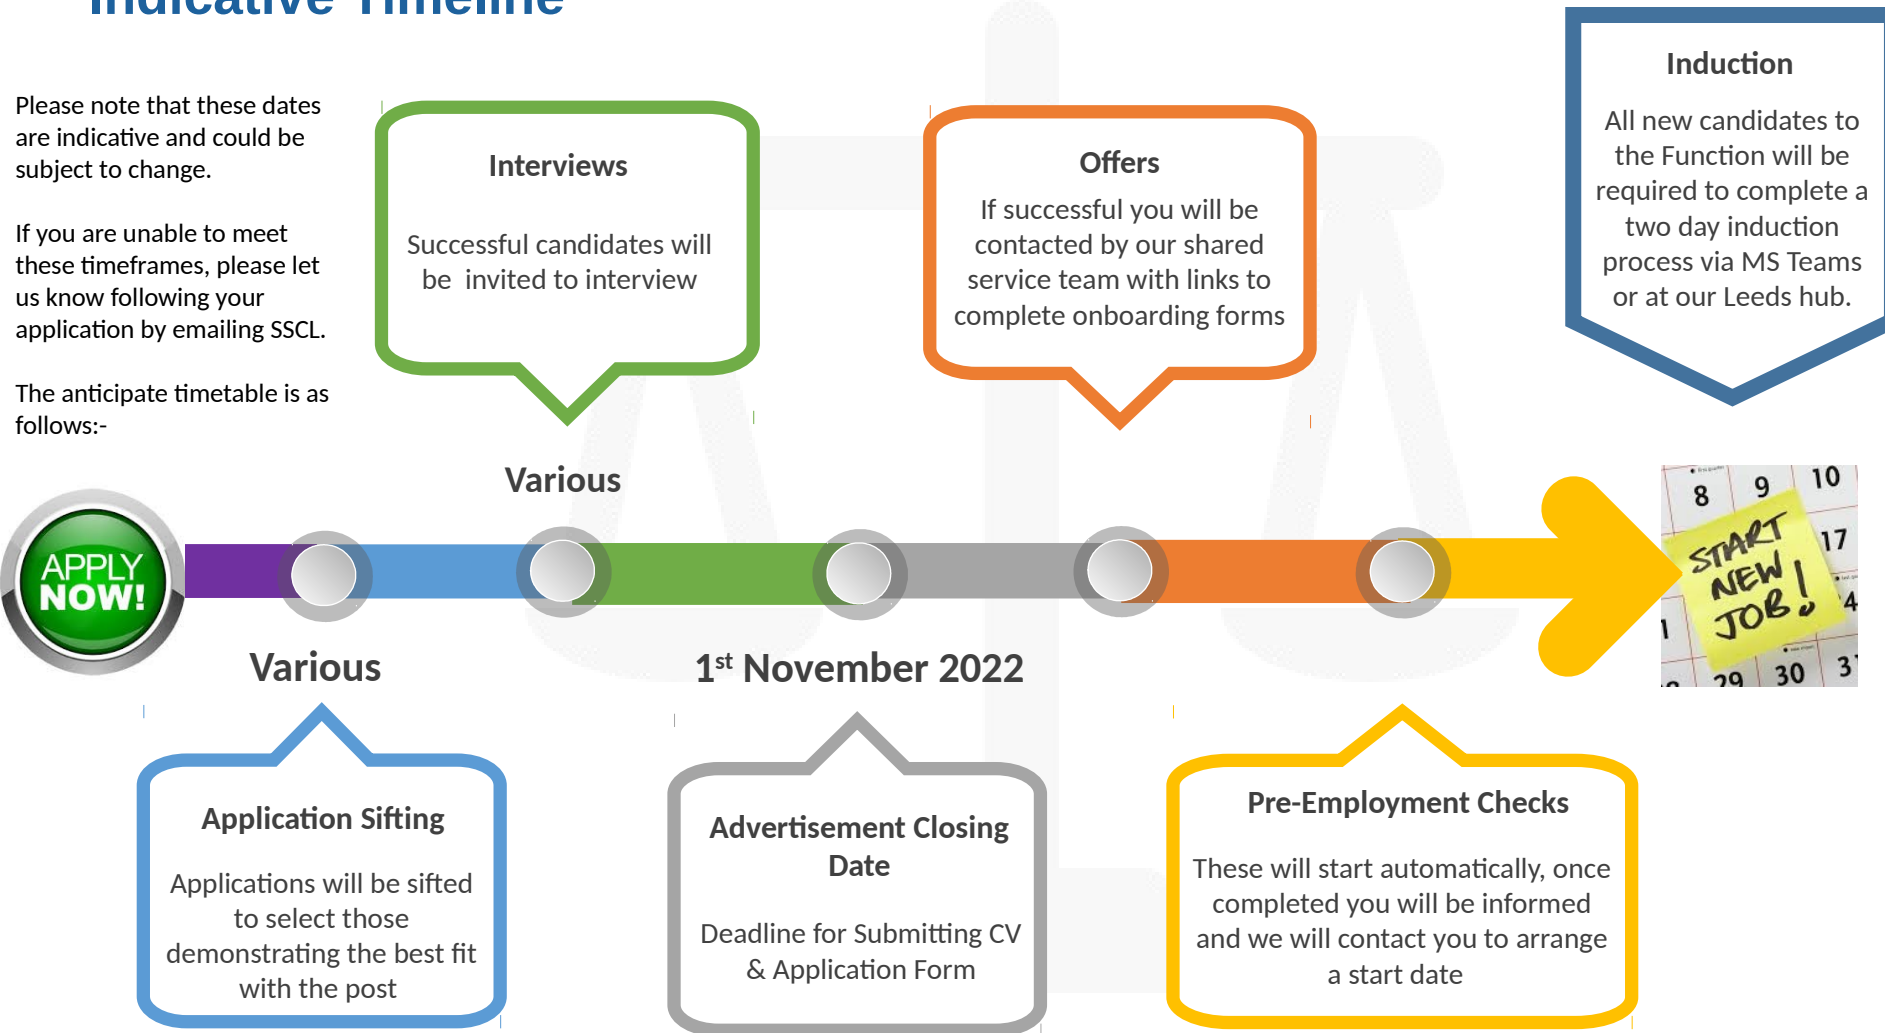 Indicative Timeline
Please note that these dates
are indicative and could be
subject to change.
If you are unable to meet
these timeframes, please let
us know following your
application by emailing SSCL.
The anticipate timetable is as
follows:-
Interviews
Successful candidates will
be  invited to interview
Offers
If successful you will be
contacted by our shared
service team with links to
complete onboarding forms
Induction
All new candidates to
the Function will be
required to complete a
two day induction
process via MS Teams
or at our Leeds hub.
Various
APPLY
NOW!
8 9 10
17
START
NEW
JOB!
29 30
Various
1st November 2022
Application Sifting
Applications will be sifted
to select those
demonstrating the best fit
with the post
Advertisement Closing
Date
Deadline for Submitting CV
& Application Form
Pre-Employment Checks
These will start automatically, once
completed you will be informed
and we will contact you to arrange
a start date